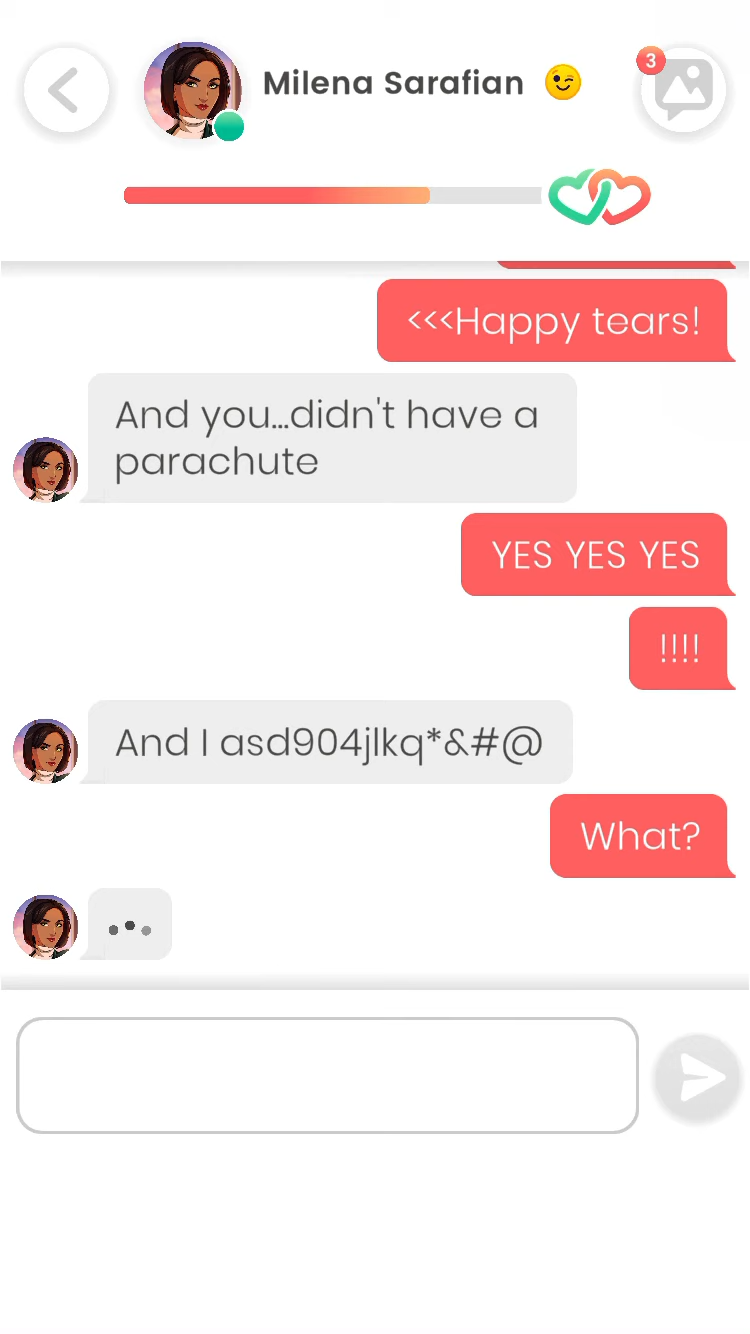 Milena Sarafian
3
<<<Happy tears!
And you...didn't have a
parachute
YES YES YES
!!!!
And I asd904jlkq*&#@
What?